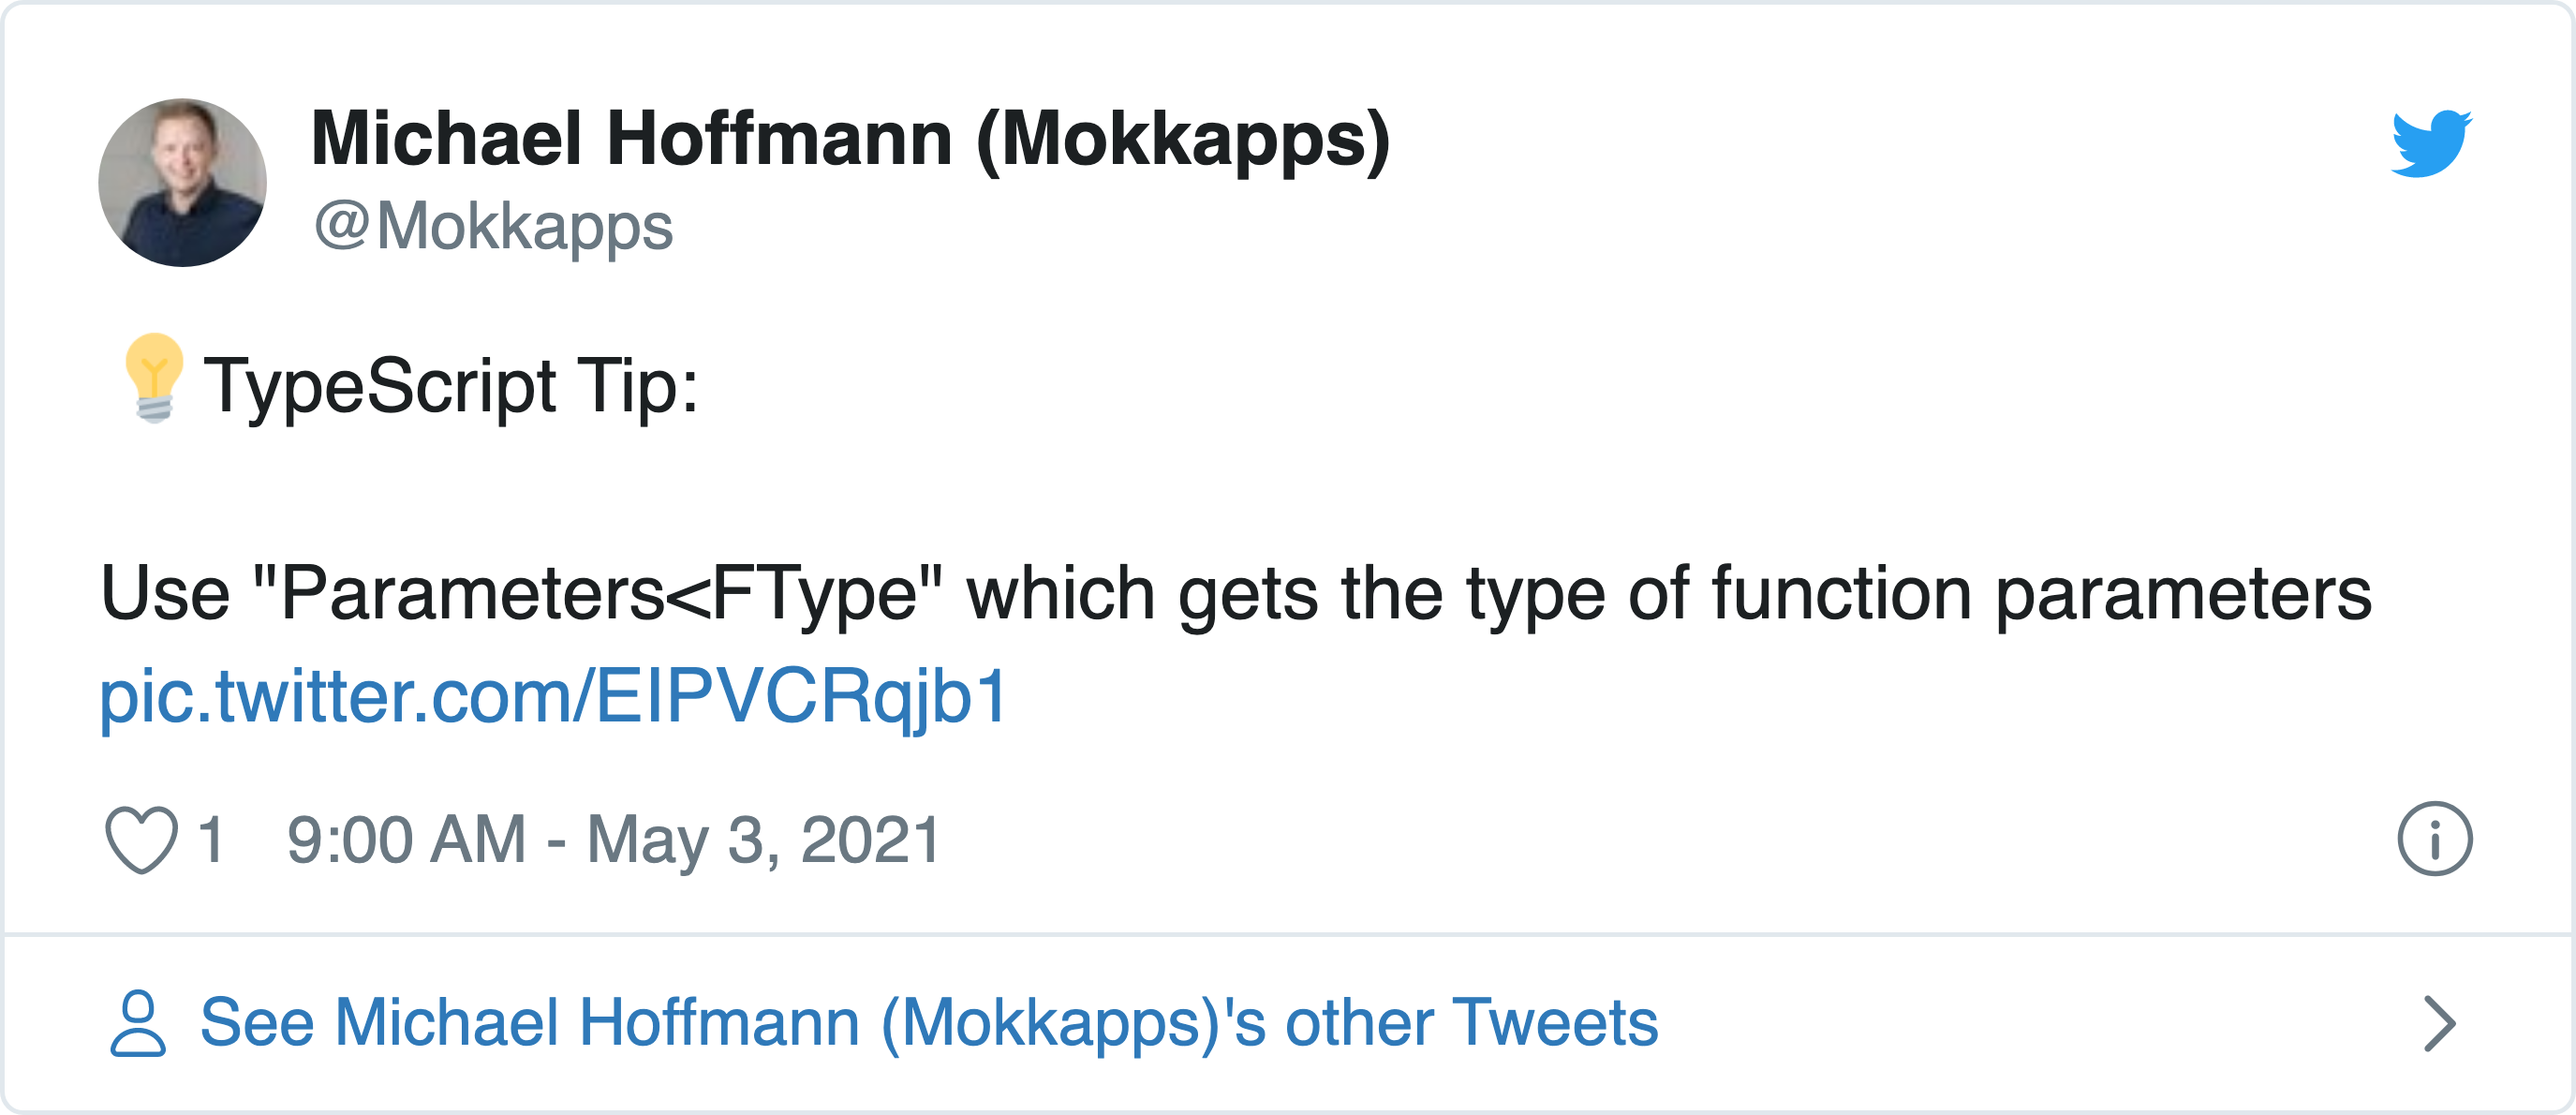 Michael Hoffmann (Mokkapps)
@Mokkapps
💡 TypeScript Tip:
Use "Parameters<FType" which gets the type of function parameters
pic.twitter.com/EIPVCRqjb1
1 9:00 AM - May 3, 2021
See Michael Hoffmann (Mokkapps)'s other Tweets